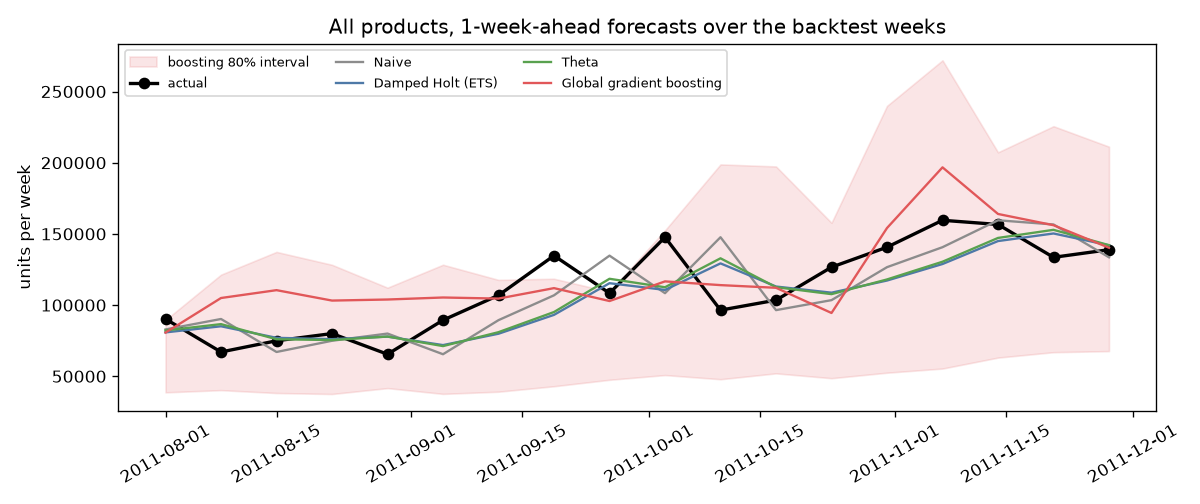 All products, 1-week-ahead forecasts over the backtest weeks
boosting 80% interval
actual
Naive
Damped Holt (ETS)
Theta
Global gradient boosting
units per week
250000
200000
150000
100000
50000
2011-08-01
2011-08-15
2011-09-01
2011-09-15
2011-10-01
2011-10-15
2011-11-01
2011-11-15
2011-12-01